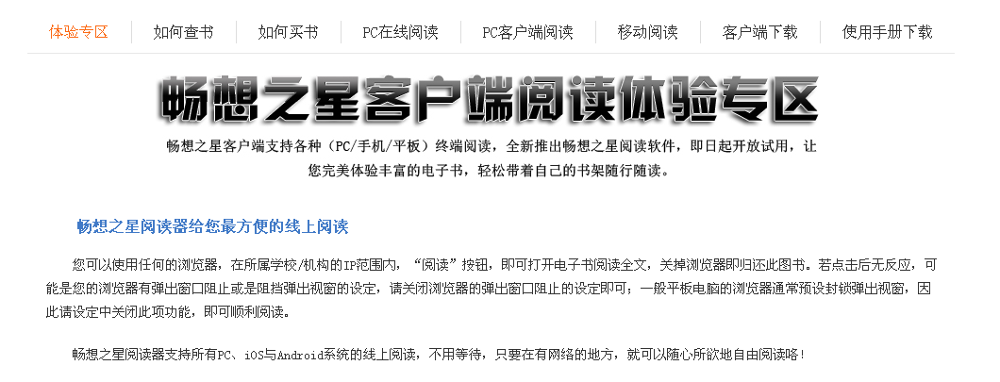 体验专区 如何查书 如何买书 PC在线阅读 PC客户端阅读 移动阅读 客户端下载 使用手册下载
畅想之星客户端阅读体验专区
畅想之星客户端支持各种（PC/手机/平板）终端阅读，全新推出畅想之星阅读软件，即日起开放试用，让
您完美体验丰富的电子书，轻松带着自己的书架随行随读。
畅想之星阅读器给您最方便的线上阅读
您可以使用任何的浏览器，在所属学校/机构的IP范围内，“阅读”按钮，即可打开电子书阅读全文，关掉浏览器即归还此图书。若点击后无反应，可
能是您的浏览器有弹出窗口阻止或是阻挡弹出视窗的设定，请关闭浏览器的弹出窗口阻止的设定即可；一般平板电脑的浏览器通常预设封锁弹出视窗，因
此请设定中关闭此项功能，即可顺利阅读。
畅想之星阅读器支持所有PC、iOS与Android系统的线上阅读，不用等待，只要在有网络的地方，就可以随心所欲地自由阅读咯！